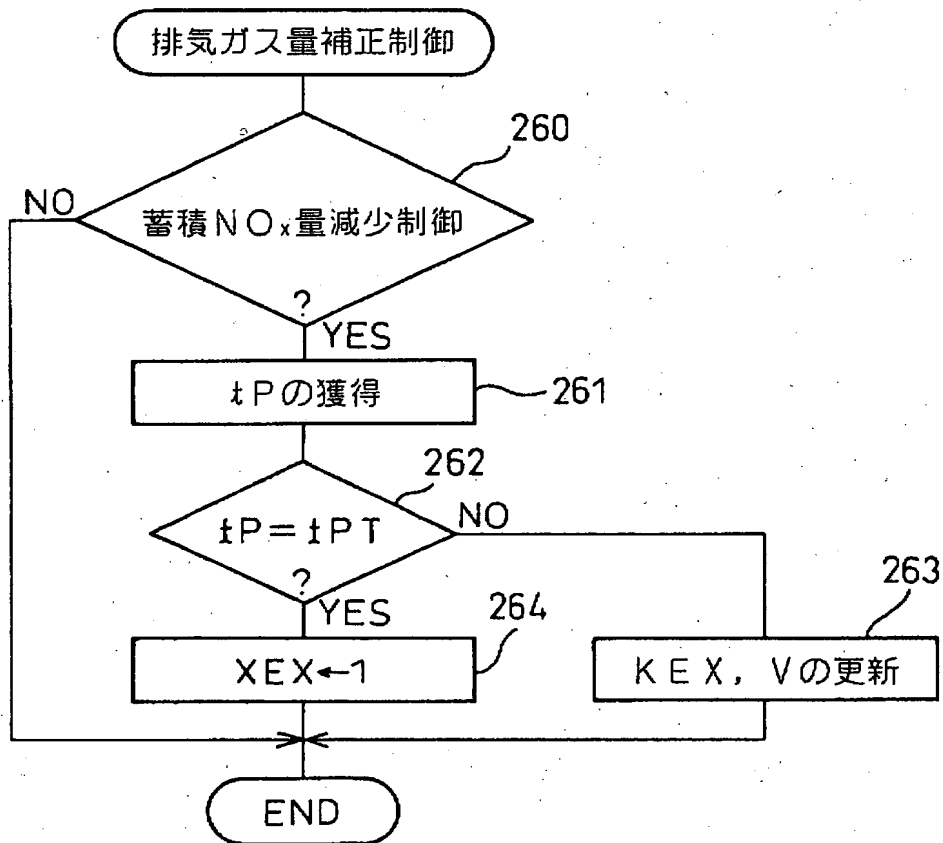 排気ガス量補正制御
260
NO
蓄積NOx量減少制御
?
YES
tPの獲得
261
262
tP=tPT
NO
?
YES
263
264
XEX←1
KEX, Vの更新
END